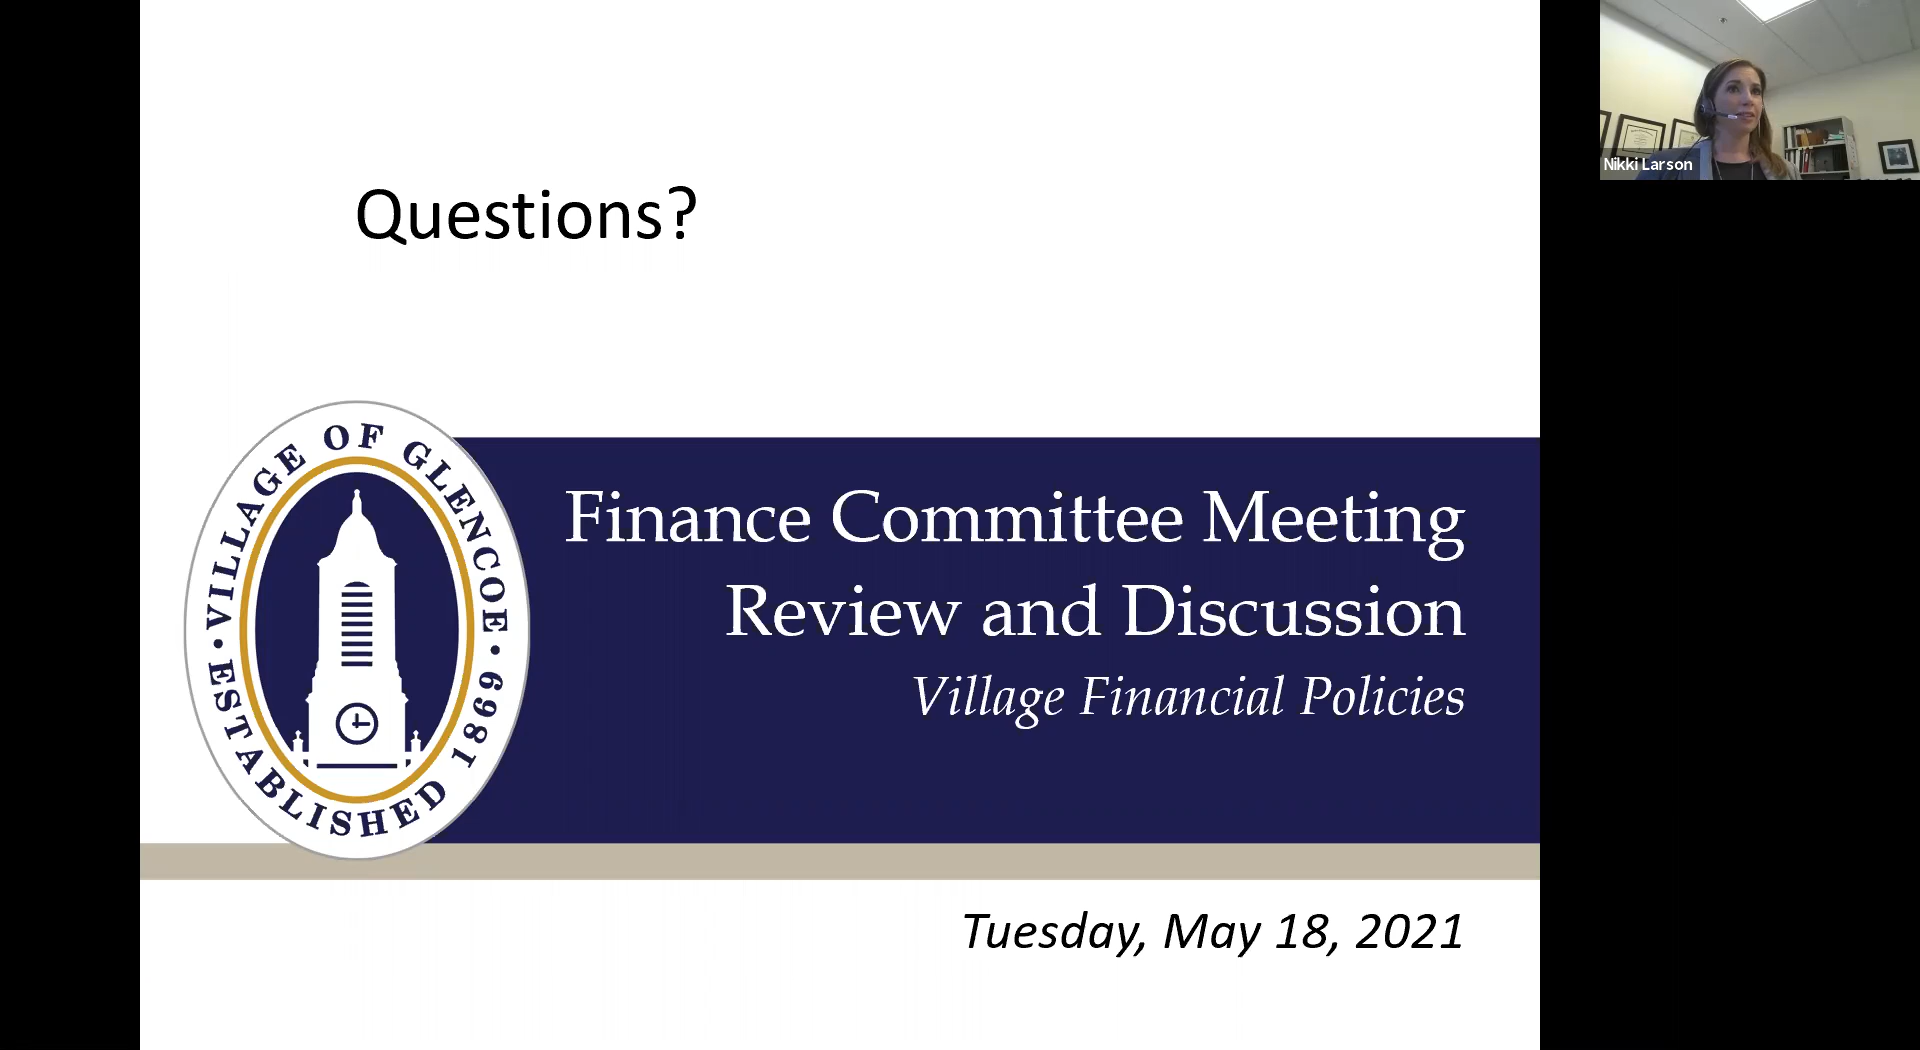 Questions?
VILLAGE OF GLENCOE
ESTABLISHED 1869
Finance Committee Meeting
Review and Discussion
Village Financial Policies
Tuesday, May 18, 2021
Nikki Larson